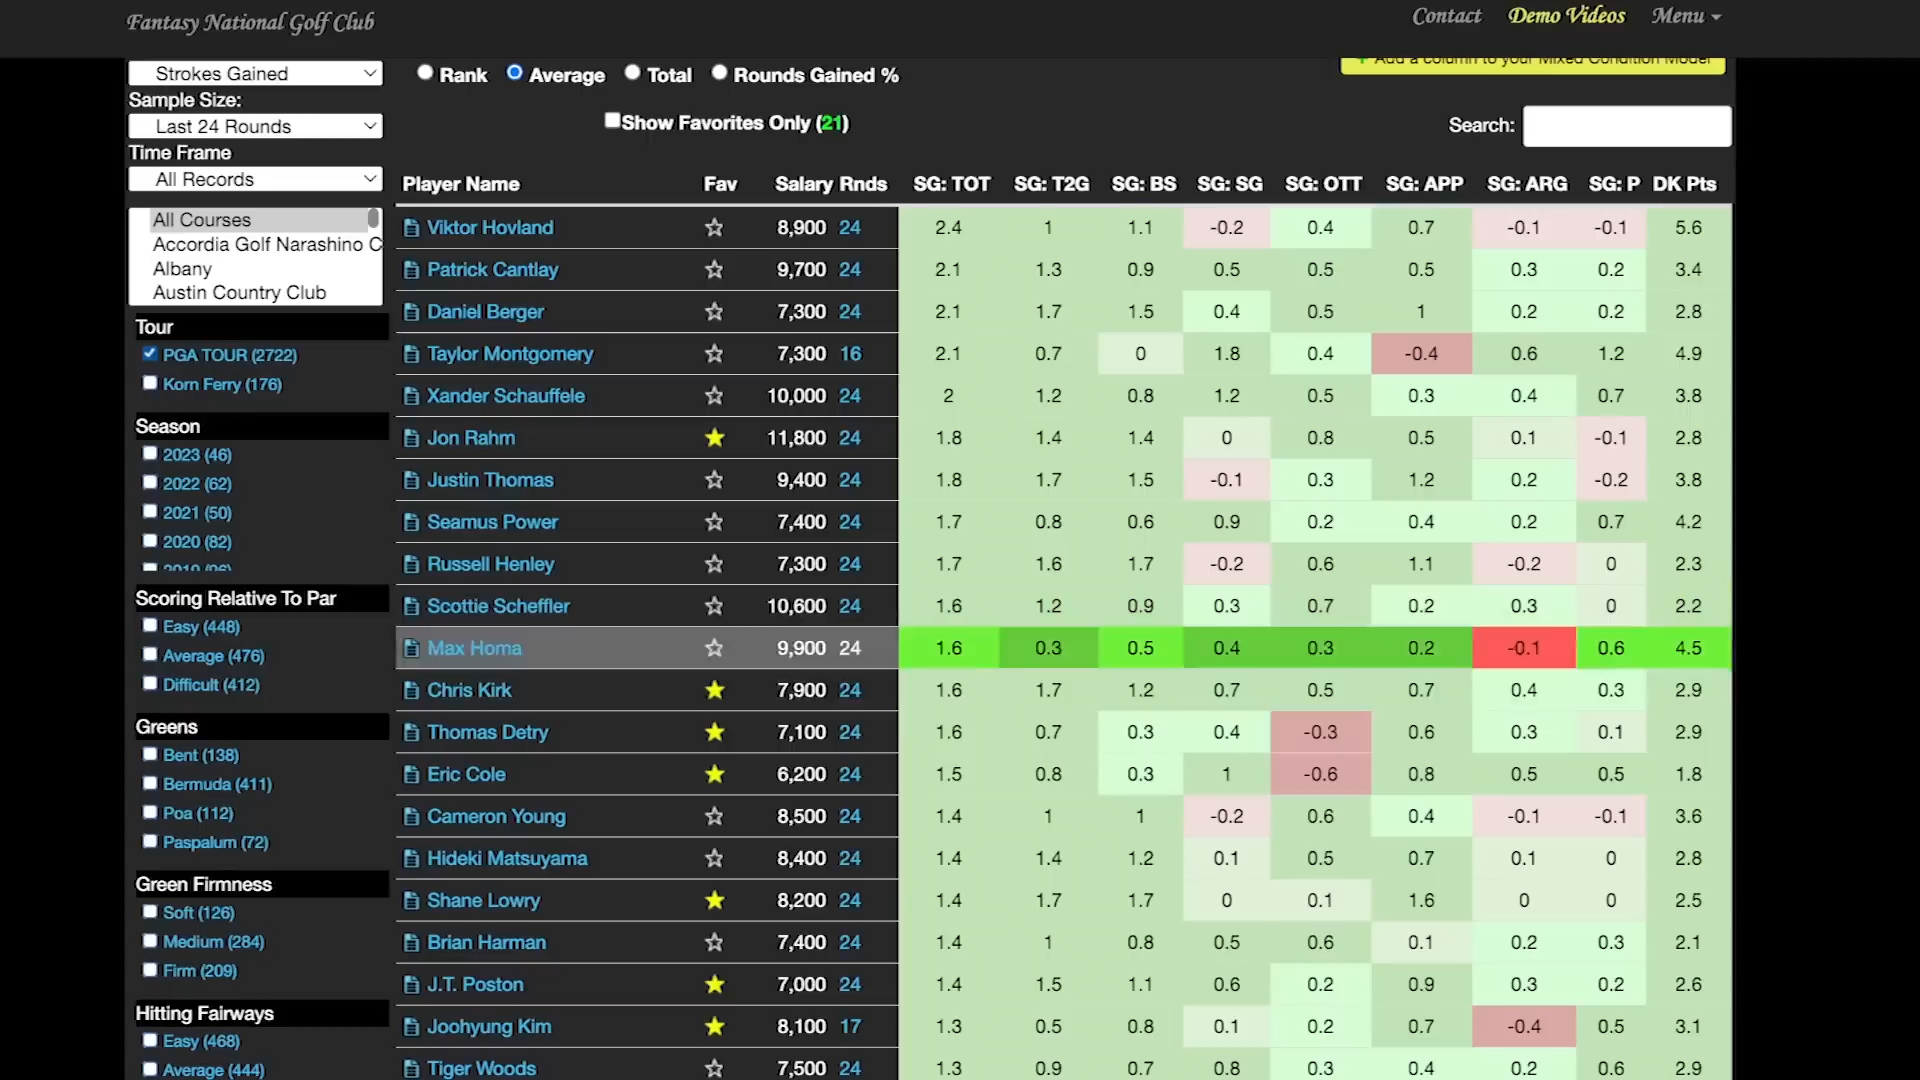 Fantasy National Golf Club
Contact Demo Videos Menu
Strokes Gained
Rank Average Total Rounds Gained %
+ Add a column to your Mixed Condition Model
Sample Size:
Last 24 Rounds
Show Favorites Only (21)
Search:
Time Frame
All Records
Player Name Fav Salary Rnds SG: TOT SG: T2G SG: BS SG: SG SG: OTT SG: APP SG: ARG SG: P DK Pts
All Courses
Accordia Golf Narashino C
Albany
Austin Country Club
Tour
PGA TOUR (2722)
Korn Ferry (176)
Season
2023 (46)
2022 (62)
2021 (50)
2020 (82)
2019 (96)
Scoring Relative To Par
Easy (448)
Average (476)
Difficult (412)
Greens
Bent (138)
Bermuda (411)
Poa (112)
Paspalum (72)
Green Firmness
Soft (126)
Medium (284)
Firm (209)
Hitting Fairways
Easy (468)
Average (444)
Viktor Hovland 8,900 24 2.4 1 1.1 -0.2 0.4 0.7 -0.1 -0.1 5.6
Patrick Cantlay 9,700 24 2.1 1.3 0.9 0.5 0.5 0.5 0.3 0.2 3.4
Daniel Berger 7,300 24 2.1 1.7 1.5 0.4 0.5 1 0.2 0.2 2.8
Taylor Montgomery 7,300 16 2.1 0.7 0 1.8 0.4 -0.4 0.6 1.2 4.9
Xander Schauffele 10,000 24 2 1.2 0.8 1.2 0.5 0.3 0.4 0.7 3.8
Jon Rahm 11,800 24 1.8 1.4 1.4 0 0.8 0.5 0.1 -0.1 2.8
Justin Thomas 9,400 24 1.8 1.7 1.5 -0.1 0.3 1.2 0.2 -0.2 3.8
Seamus Power 7,400 24 1.7 0.8 0.6 0.9 0.2 0.4 0.2 0.7 4.2
Russell Henley 7,300 24 1.7 1.6 1.7 -0.2 0.6 1.1 -0.2 0 2.3
Scottie Scheffler 10,600 24 1.6 1.2 0.9 0.3 0.7 0.2 0.3 0 2.2
Max Homa 9,900 24 1.6 0.3 0.5 0.4 0.3 0.2 -0.1 0.6 4.5
Chris Kirk 7,900 24 1.6 1.7 1.2 0.7 0.5 0.7 0.4 0.3 2.9
Thomas Detry 7,100 24 1.6 0.7 0.3 0.4 -0.3 0.6 0.3 0.1 2.9
Eric Cole 6,200 24 1.5 0.8 0.3 1 -0.6 0.8 0.5 0.5 1.8
Cameron Young 8,500 24 1.4 1 1 -0.2 0.6 0.4 -0.1 -0.1 3.6
Hideki Matsuyama 8,400 24 1.4 1.4 1.2 0.1 0.5 0.7 0.1 0 2.8
Shane Lowry 8,200 24 1.4 1.7 1.7 0 0.1 1.6 0 0 2.5
Brian Harman 7,400 24 1.4 1 0.8 0.5 0.6 0.1 0.2 0.3 2.1
J.T. Poston 7,000 24 1.4 1.5 1.1 0.6 0.2 0.9 0.3 0.2 2.6
Joohyung Kim 8,100 17 1.3 0.5 0.8 0.1 0.2 0.7 -0.4 0.5 3.1
Tiger Woods 7,500 24 1.3 0.9 0.7 0.8 0.3 0.4 0.2 0.6 2.9